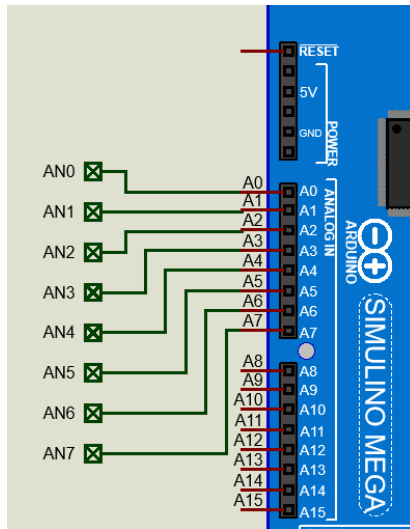 RESET
5V
GND
POWER
AN0
AN1
AN2
AN3
AN4
AN5
AN6
AN7
A0
A1
A2
A3
A4
A5
A6
A7
A8
A9
A10
A11
A12
A13
A14
A15
A0
A1
A2
A3
A4
A5
A6
A7
A8
A9
A10
A11
A12
A13
A14
A15
ANALOG IN
ARDUINO
SIMULINO MEGA